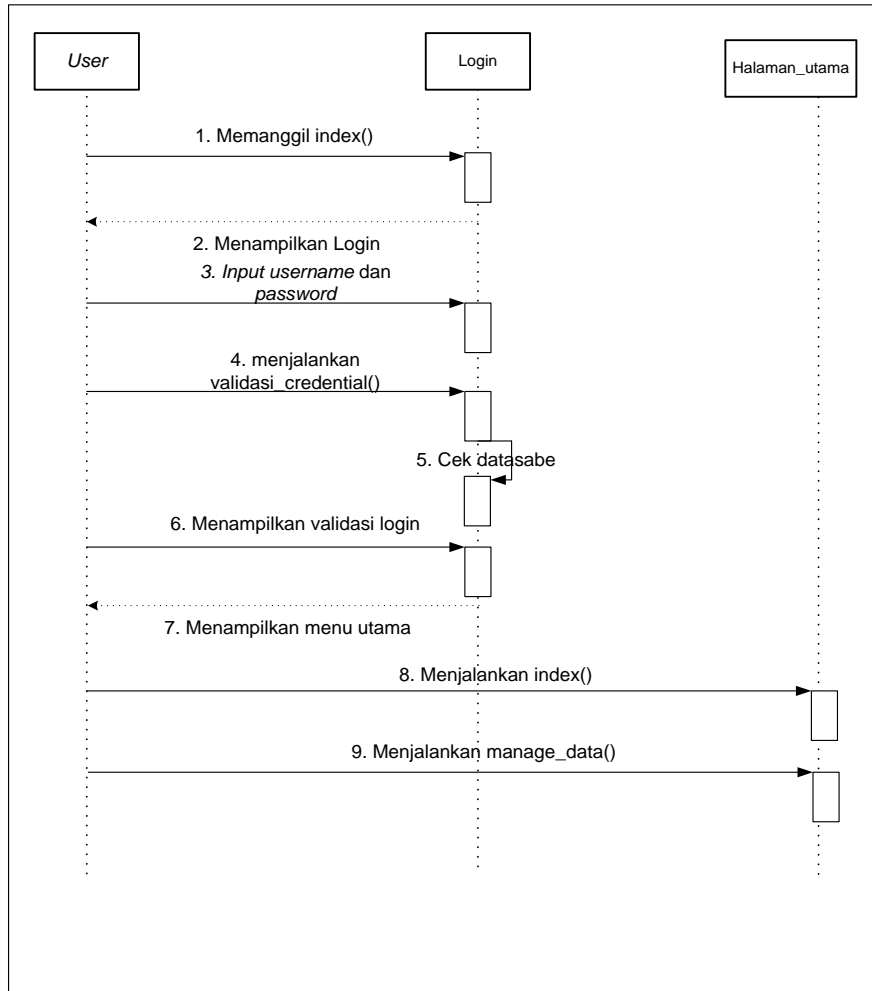 User
Login
Halaman_utama
1. Memanggil index()
2. Menampilkan Login
3. Input username dan
password
4. menjalankan
validasi_credential()
5. Cek datasabe
6. Menampilkan validasi login
7. Menampilkan menu utama
8. Menjalankan index()
9. Menjalankan manage_data()